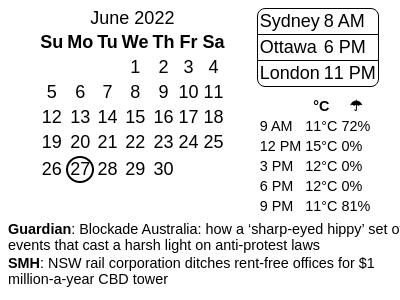 June 2022
Su Mo Tu We Th Fr Sa
1 2 3 4
5 6 7 8 9 10 11
12 13 14 15 16 17 18
19 20 21 22 23 24 25
26 27 28 29 30
Sydney 8 AM
Ottawa 6 PM
London 11 PM
°C ☂
9 AM 11°C 72%
12 PM 15°C 0%
3 PM 12°C 0%
6 PM 12°C 0%
9 PM 11°C 81%
Guardian: Blockade Australia: how a ‘sharp-eyed hippy’ set o
events that cast a harsh light on anti-protest laws
SMH: NSW rail corporation ditches rent-free offices for $1
million-a-year CBD tower